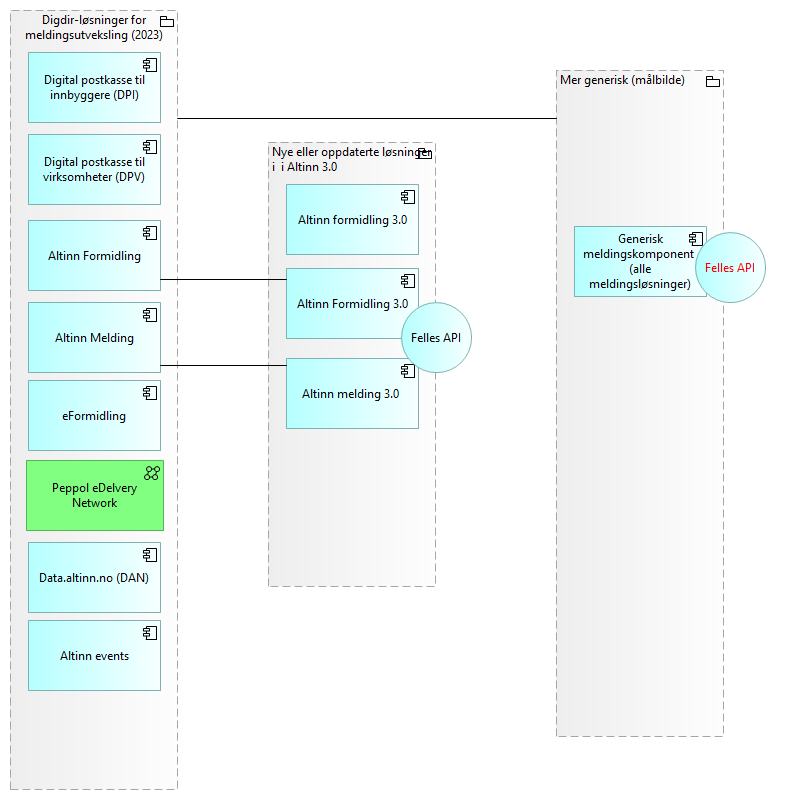 Digdir-løsninger for
meldingsutveksling (2023)
Digital postkasse til
innbyggere (DPI)
Digital postkasse til
virksomheter (DPV)
Altinn Formidling
Altinn Melding
eFormidling
Peppol eDelvery
Network
Data.altinn.no (DAN)
Altinn events
Nye eller oppdaterte løsninger
i  i Altinn 3.0
Altinn formidling 3.0
Altinn Formidling 3.0
Felles API
Altinn melding 3.0
Mer generisk (målbilde)
Generisk
meldingskomponent
(alle
meldingsløsninger)
Felles API